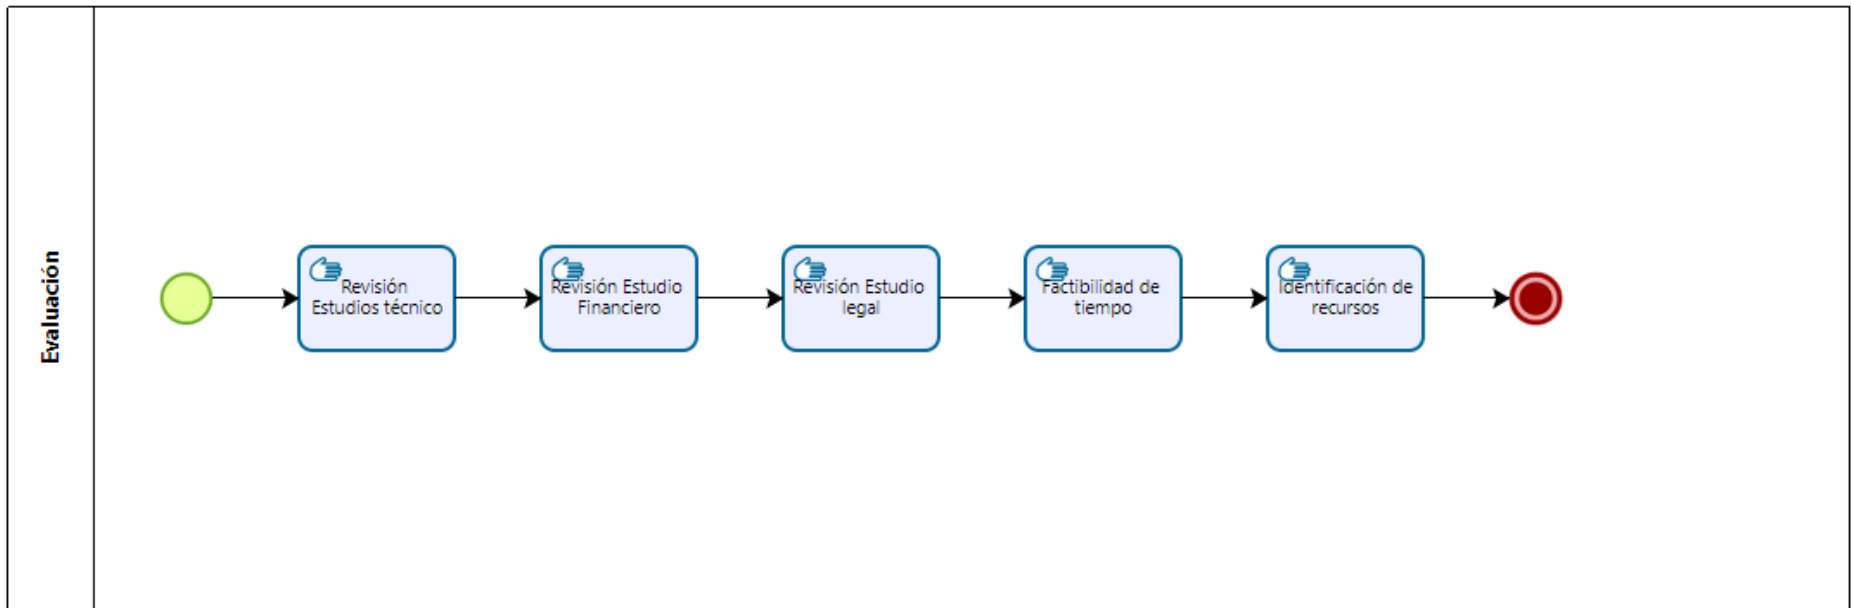 Evaluación
Revisión
Estudios técnico
Revisión Estudio
Financiero
Revisión Estudio
legal
Factibilidad de
tiempo
Identificación de
recursos